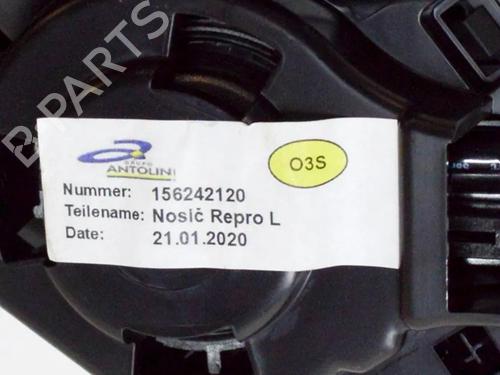 B-PARTS
GRUPO
ANTOLIN
O3S
Nummer: 156242120
Teilename: Nosič Repro L
Date: 21.01.2020